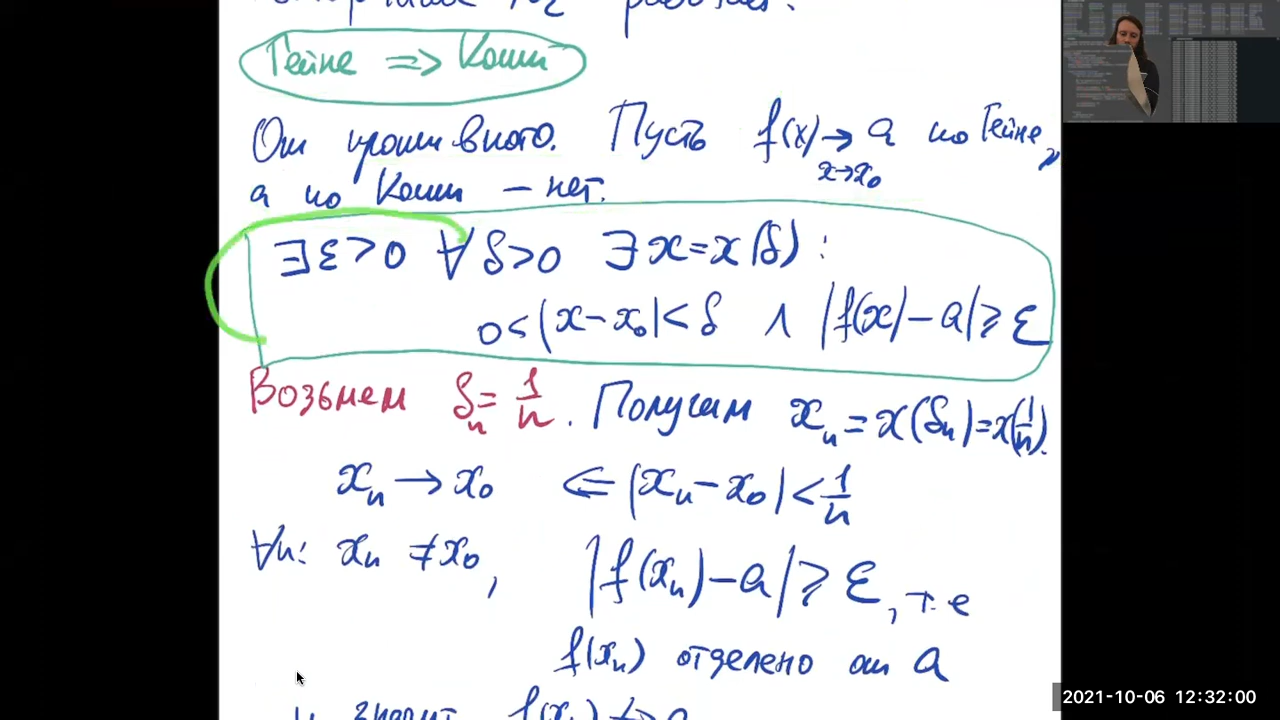 Гейне => Коши
От противного. Пусть f(x) → a по Гейне,
x→x₀
а по Коши – нет.
∃ ε>0 ∀ δ>0 ∃ x=x(δ):
0<|x-x₀|<δ ∧ |f(x)-a|⩾ε
Возьмем δₙ=1/n. Получим xₙ=x(δₙ)=x(1/n).
xₙ → x₀ ⇐ |xₙ-x₀|<1/n
∀n: xₙ ≠x₀, |f(xₙ)-a|⩾ε, т.е
f(xₙ) отделено от a
и значит f(xₙ) ↛ a
2021-10-06 12:32:00